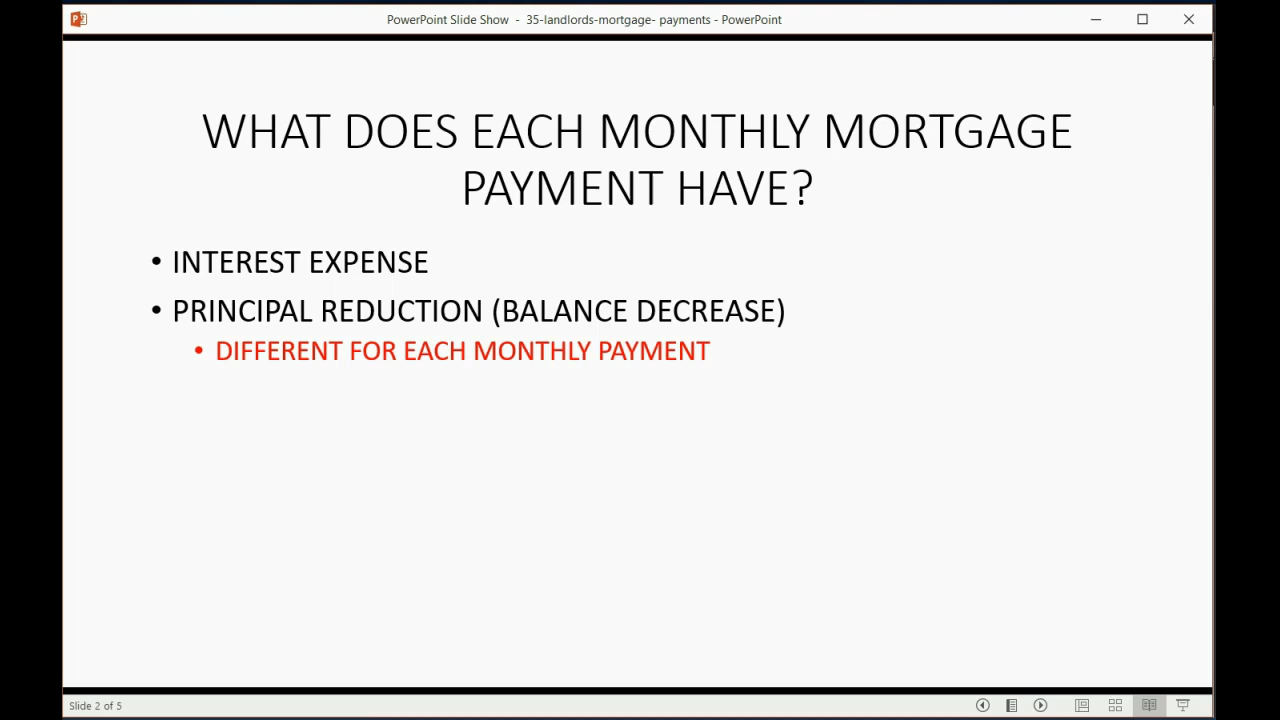 PowerPoint Slide Show - 35-landlords-mortgage- payments - PowerPoint
WHAT DOES EACH MONTHLY MORTGAGE
PAYMENT HAVE?
• INTEREST EXPENSE
• PRINCIPAL REDUCTION (BALANCE DECREASE)
• DIFFERENT FOR EACH MONTHLY PAYMENT
Slide 2 of 5